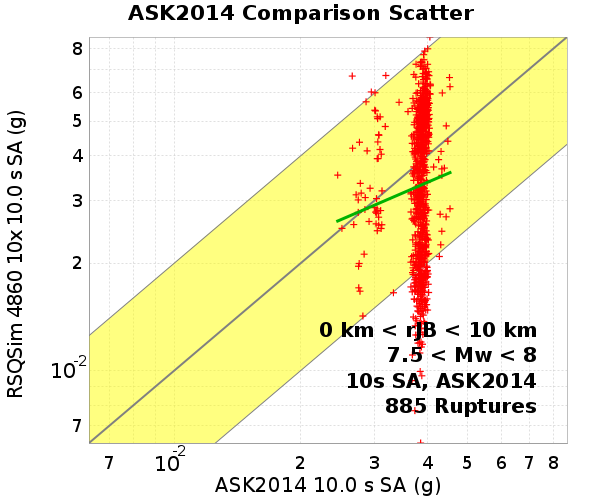 ASK2014 Comparison Scatter
RSQSim 4860 10x 10.0 s SA (g)
8
6
5
4
3
2
10-2
7
0 km < rJB < 10 km
7.5 < Mw < 8
10s SA, ASK2014
885 Ruptures
7 10-2 2 3 4 5 6 7 8
ASK2014 10.0 s SA (g)